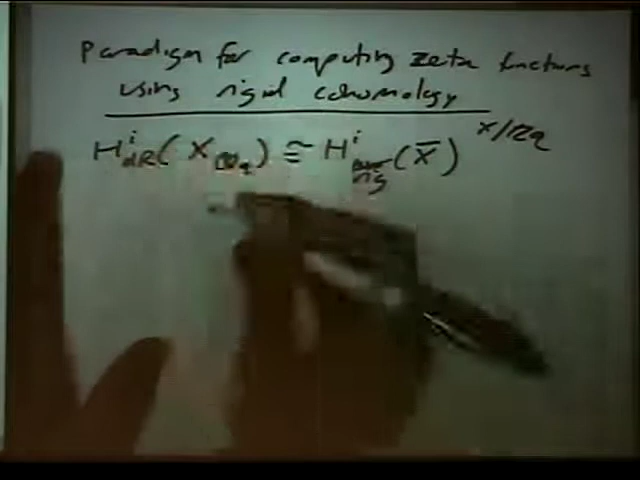 Paradigm for computing zeta functions
using rigid cohomology
H^i_dR(X_ℚq) ≅ H^i_rig(X̄) X/ℤq